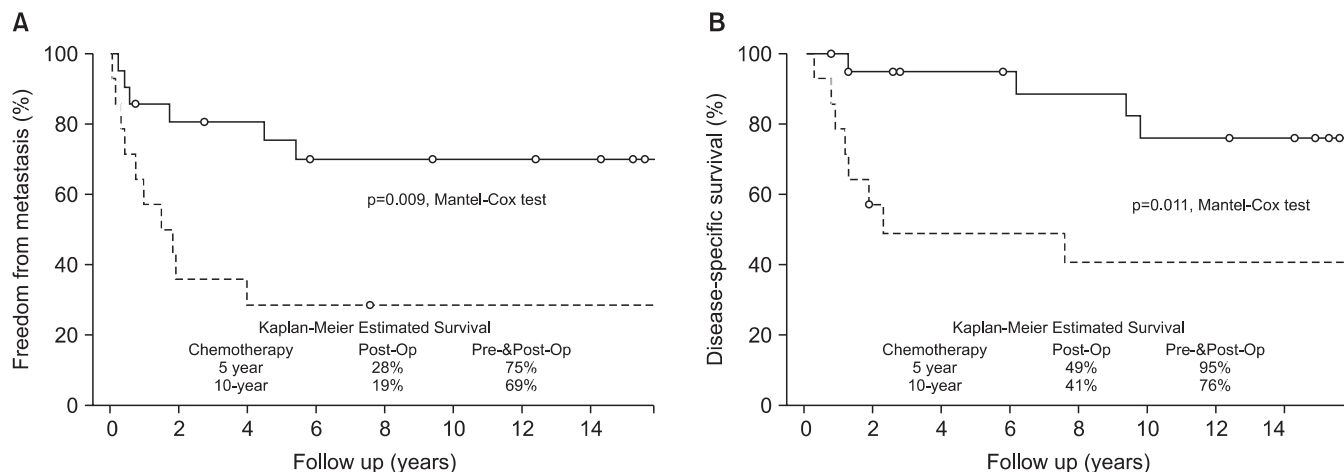 A
Freedom from metastasis (%)
100
80
60
40
20
0
p=0.009, Mantel-Cox test
Kaplan-Meier Estimated Survival
Chemotherapy Post-Op Pre-&Post-Op
5 year 28% 75%
10-year 19% 69%
0 2 4 6 8 10 12 14
Follow up (years)
B
Disease-specific survival (%)
100
80
60
40
20
0
p=0.011, Mantel-Cox test
Kaplan-Meier Estimated Survival
Chemotherapy Post-Op Pre-&Post-Op
5 year 49% 95%
10-year 41% 76%
0 2 4 6 8 10 12 14
Follow up (years)